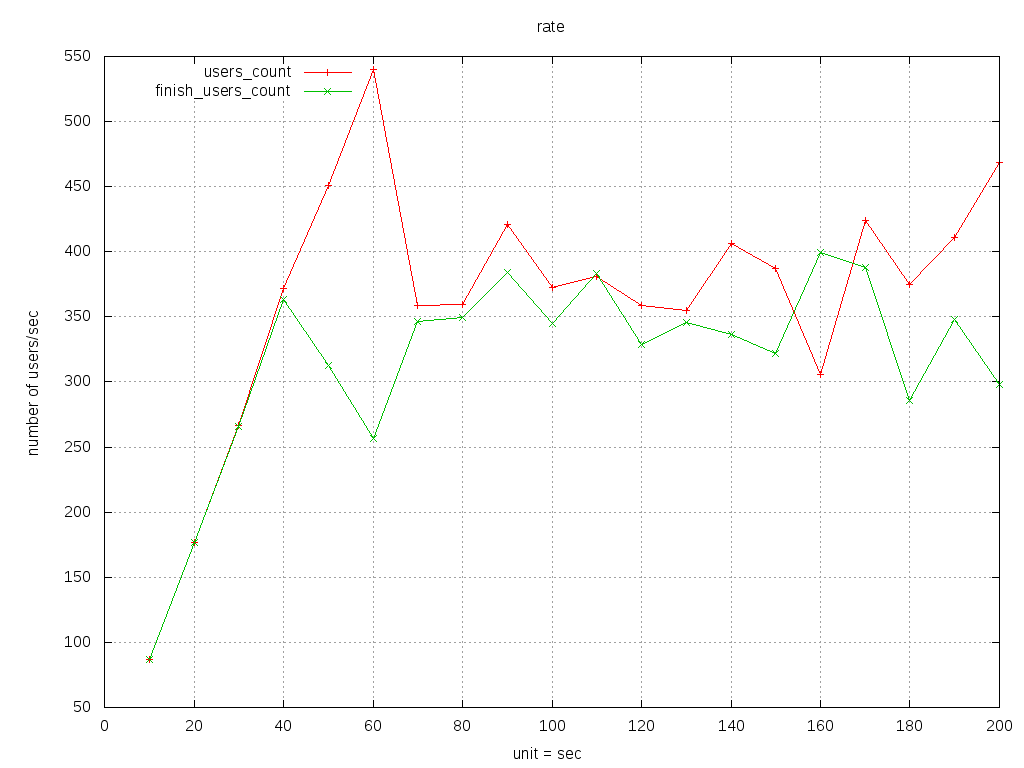 rate
users_count
finish_users_count
550
500
450
400
350
300
250
200
150
100
50
number of users/sec
0 20 40 60 80 100 120 140 160 180 200
unit = sec